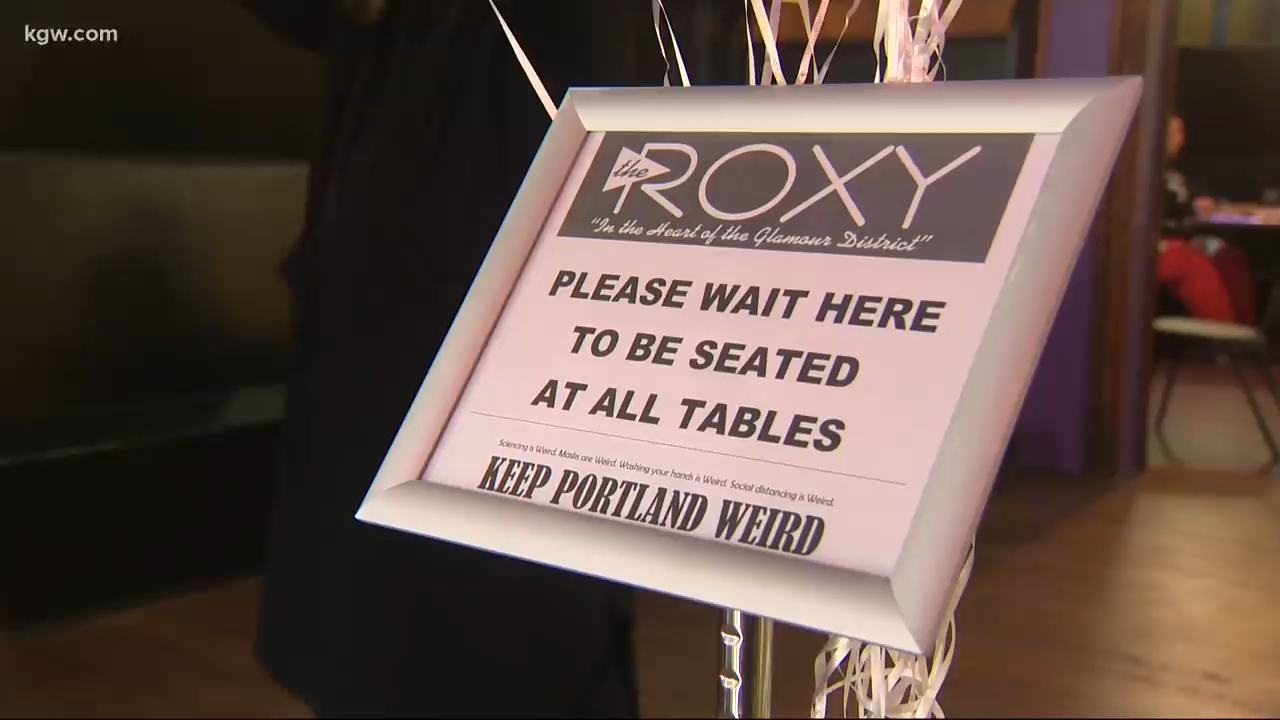 kgw.com
the ROXY
"In the Heart of the Glamour District"
PLEASE WAIT HERE
TO BE SEATED
AT ALL TABLES
Sciencing is Weird. Masks are Weird. Washing your hands is Weird. Social distancing is Weird.
KEEP PORTLAND WEIRD